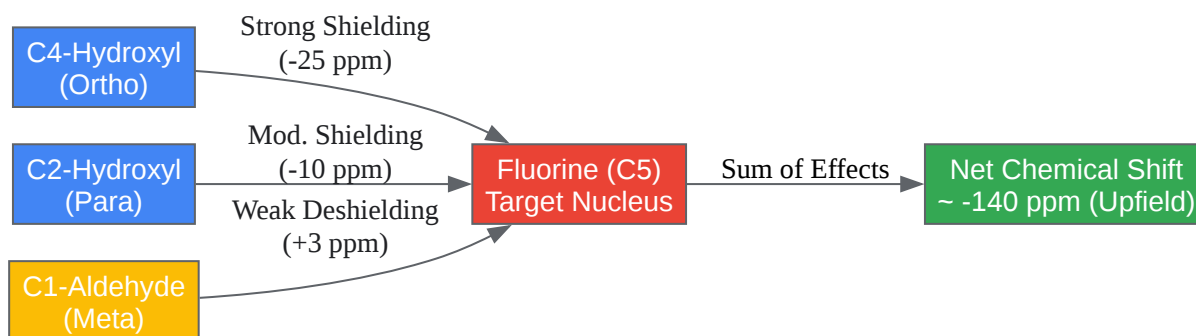 C4-Hydroxyl
(Ortho)
Strong Shielding
(-25 ppm)
C2-Hydroxyl
(Para)
Mod. Shielding
(-10 ppm)
C1-Aldehyde
(Meta)
Weak Deshielding
(+3 ppm)
Fluorine (C5)
Target Nucleus
Sum of Effects
Net Chemical Shift
~ -140 ppm (Upfield)